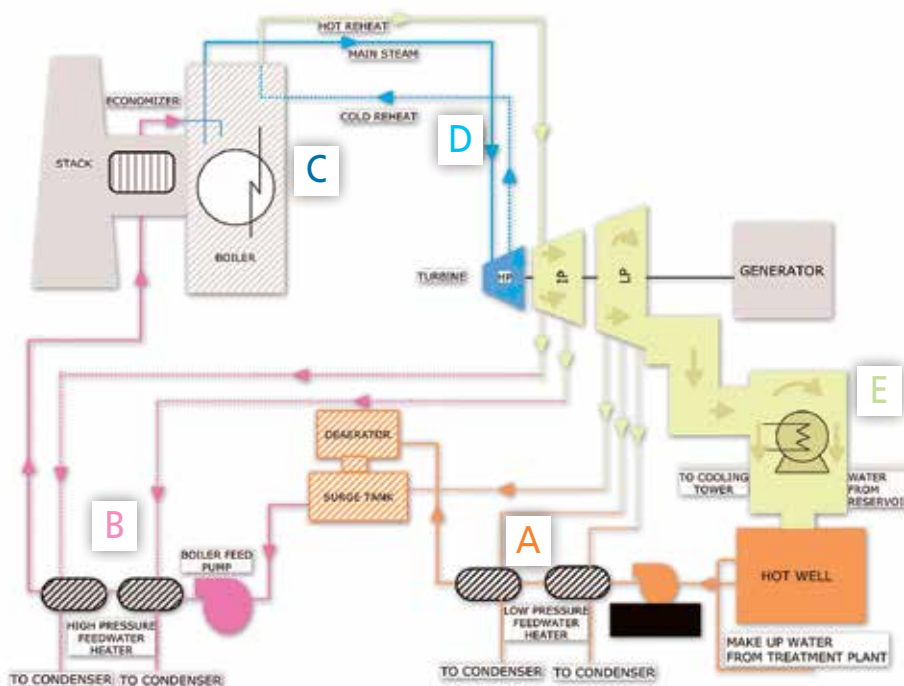 HOT REHEAT
MAIN STEAM
ECONOMIZER
COLD REHEAT
D
STACK
C
BOILER
TURBINE
HP
IP
LP
GENERATOR
E
DEAERATOR
TO COOLING
TOWER
WATER
FROM
RESERVOIR
SURGE TANK
B
A
BOILER FEED
PUMP
HOT WELL
HIGH PRESSURE
FEEDWATER
HEATER
LOW PRESSURE
FEEDWATER
HEATER
MAKE UP WATER
FROM TREATMENT PLANT
TO CONDENSER
TO CONDENSER
TO CONDENSER
TO CONDENSER